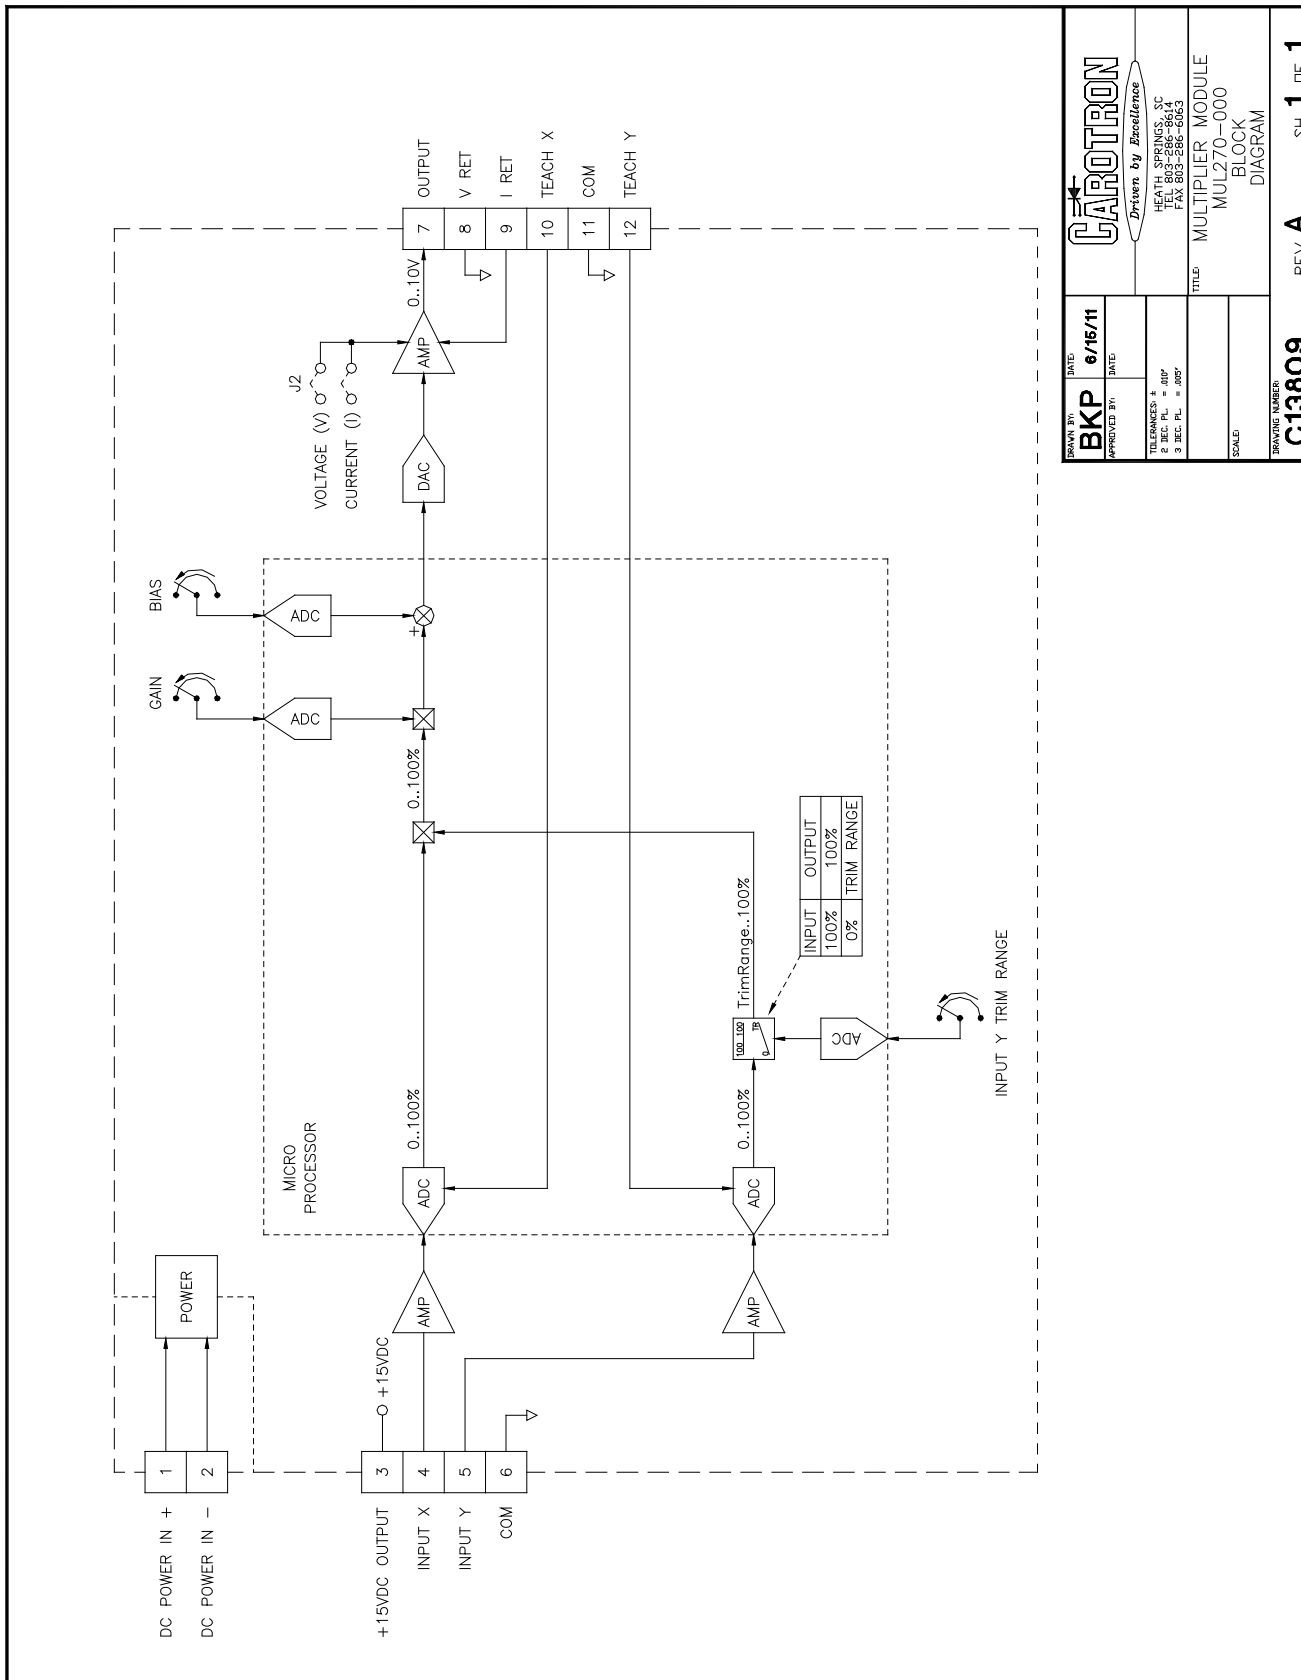 DC POWER IN +
DC POWER IN -
1
2
POWER
+15VDC OUTPUT
INPUT X
INPUT Y
COM
3
4
5
6
+15VDC
AMP
AMP
MICRO
PROCESSOR
ADC
ADC
0..100%
0..100%
100 100
0
TR
TrimRange..100%
ADC
INPUT Y TRIM RANGE
INPUT OUTPUT
100% 100%
0% TRIM RANGE
0..100%
GAIN
ADC
BIAS
ADC
+
DAC
VOLTAGE (V)
CURRENT (I)
J2
AMP
0..10V
7 OUTPUT
8 V RET
9 I RET
10 TEACH X
11 COM
12 TEACH Y
DRAWN BY:
BKP
DATE:
6/15/11
APPROVED BY:
DATE:
TOLERANCES: ±
2 DEC. PL. = .010"
3 DEC. PL. = .005"
SCALE:
CAROTRON
Driven by Excellence
HEATH SPRINGS, SC
TEL 803-286-8614
FAX 803-286-6063
TITLE:
MULTIPLIER MODULE
MUL270-000
BLOCK
DIAGRAM
DRAWING NUMBER:
C13809
REV A
SH 1 OF 1